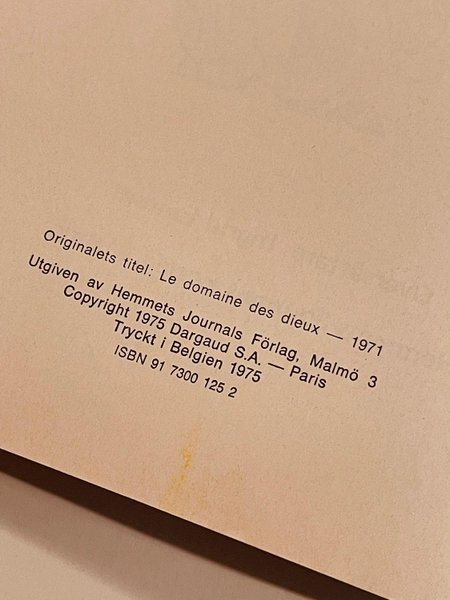 Originalets titel: Le domaine des dieux — 1971
Utgiven av Hemmets Journals Förlag, Malmö 3
Copyright 1975 Dargaud S.A. — Paris
Tryckt i Belgien 1975
ISBN 91 7300 125 2